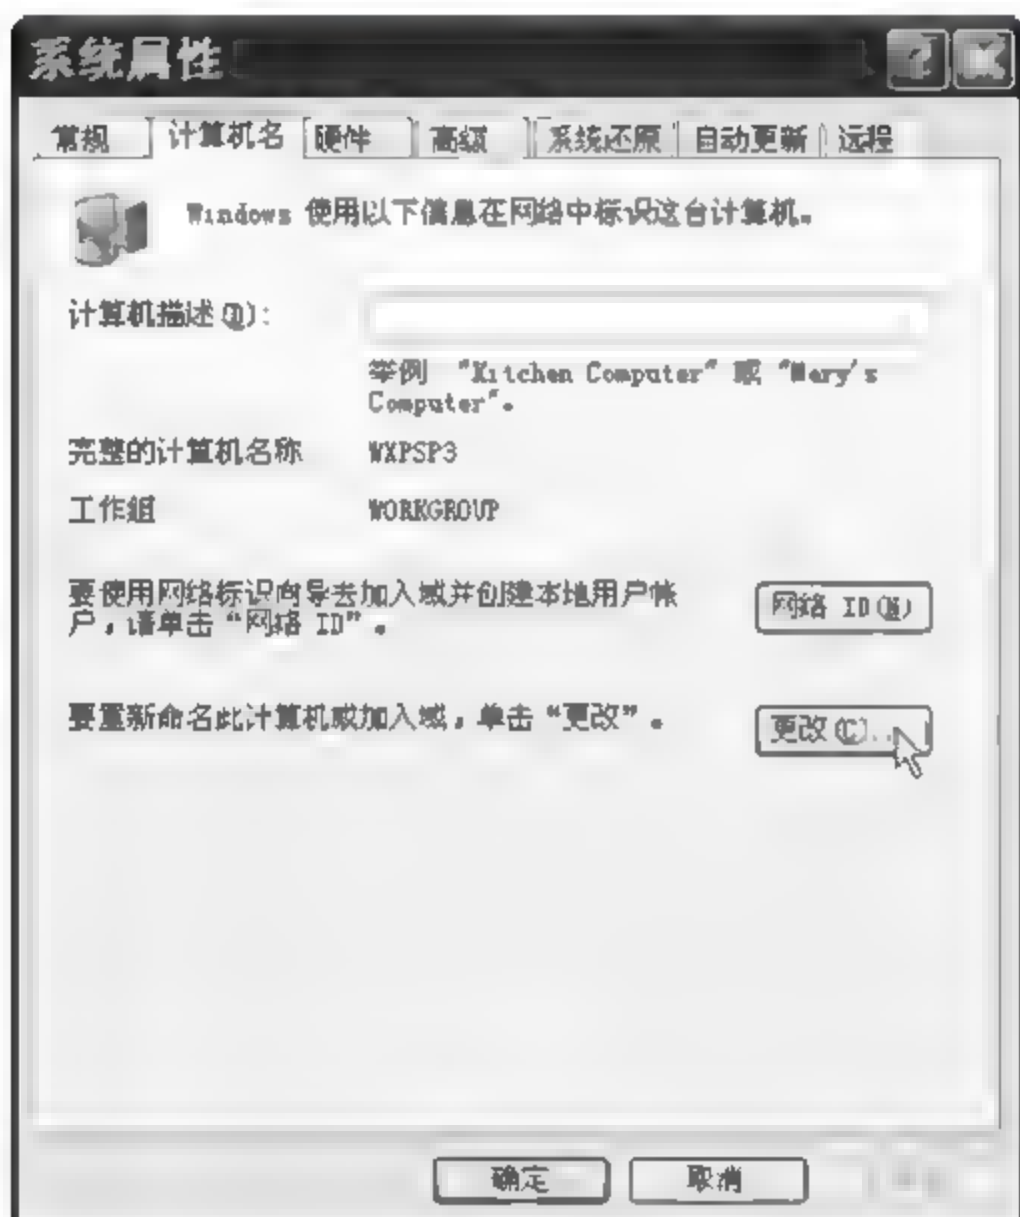 系统属性
常规 计算机名 硬件 高级 系统还原 自动更新 远程
Windows 使用以下信息在网络中标识这台计算机。
计算机描述(D):
举例 "Kitchen Computer" 或 "Mary's
Computer"。
完整的计算机名称 WXPSP3
工作组 WORKGROUP
要使用网络标识向导去加入域并创建本地用户帐
户，请单击“网络 ID”。
网络 ID(N)
要重新命名此计算机或加入域，单击“更改”。
更改(C)...
确定 取消